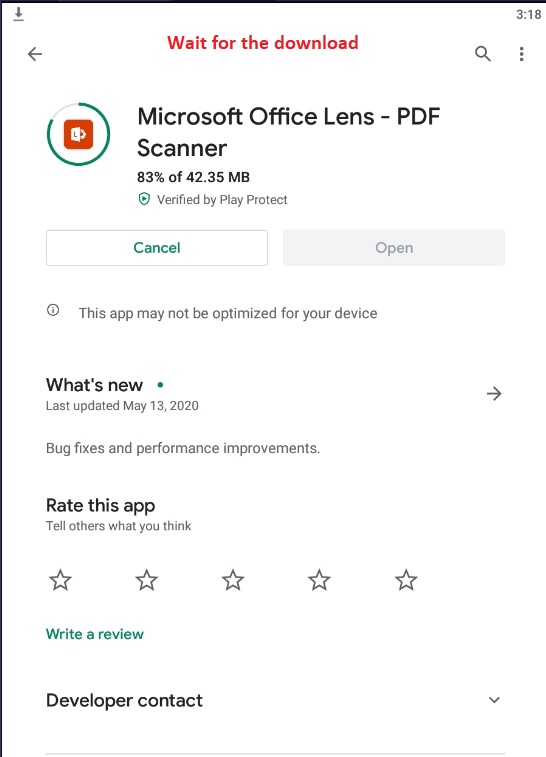 3:18
Wait for the download
Microsoft Office Lens - PDF
Scanner
83% of 42.35 MB
Verified by Play Protect
Cancel
Open
This app may not be optimized for your device
What's new
Last updated May 13, 2020
Bug fixes and performance improvements.
Rate this app
Tell others what you think
Write a review
Developer contact